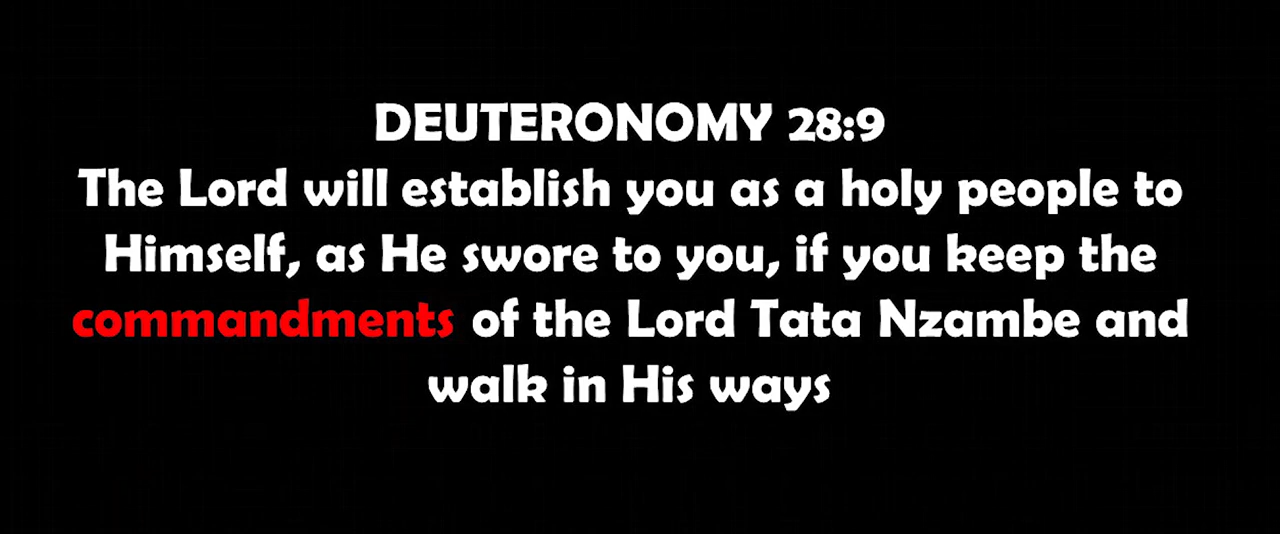 DEUTERONOMY 28:9
The Lord will establish you as a holy people to
Himself, as He swore to you, if you keep the
commandments of the Lord Tata Nzambe and
walk in His ways